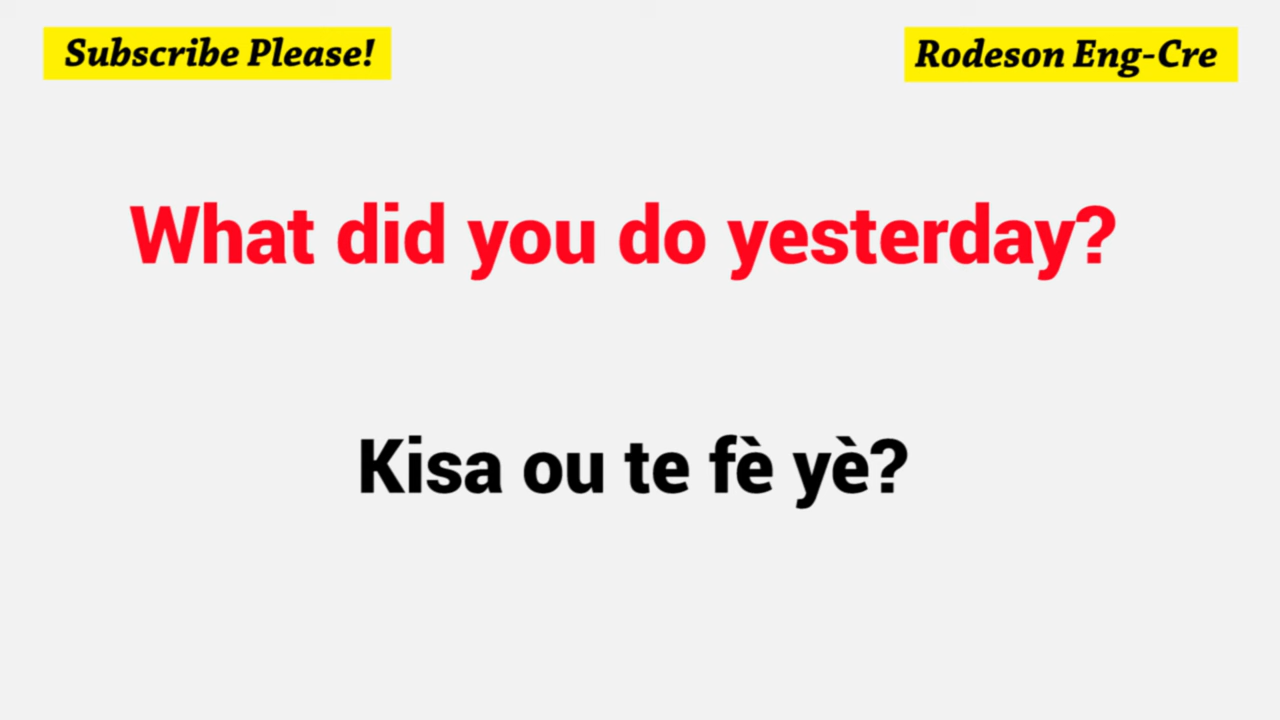 Subscribe Please!
Rodeson Eng-Cre
What did you do yesterday?
Kisa ou te fè yè?